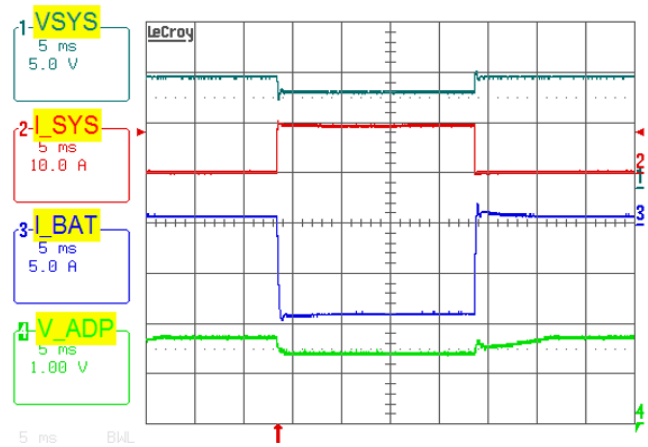 1 VSYS
5 ms
5.0 V
LeCroy
2 I_SYS
5 ms
10.0 A
3 I_BAT
5 ms
5.0 A
4 V_ADP
5 ms
1.00 V
2
1
3
4
5 ms BWL